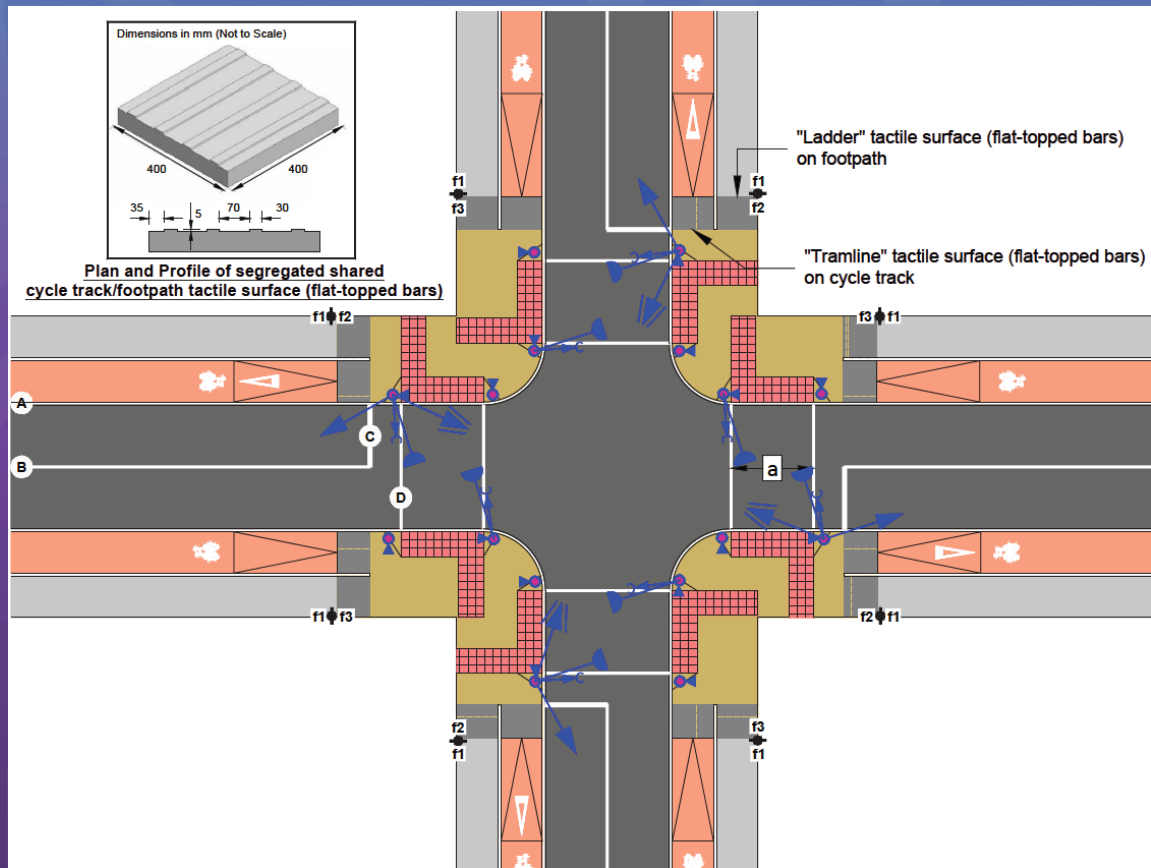 Dimensions in mm (Not to Scale)
400
400
35
5
70
30
Plan and Profile of segregated shared
cycle track/footpath tactile surface (flat-topped bars)
"Ladder" tactile surface (flat-topped bars)
on footpath
"Tramline" tactile surface (flat-topped bars)
on cycle track
f1
f3
f1
f2
f1
f2
f3
f1
A
B
C
D
a
f1
f3
f2
f1
f2
f1
f3
f1